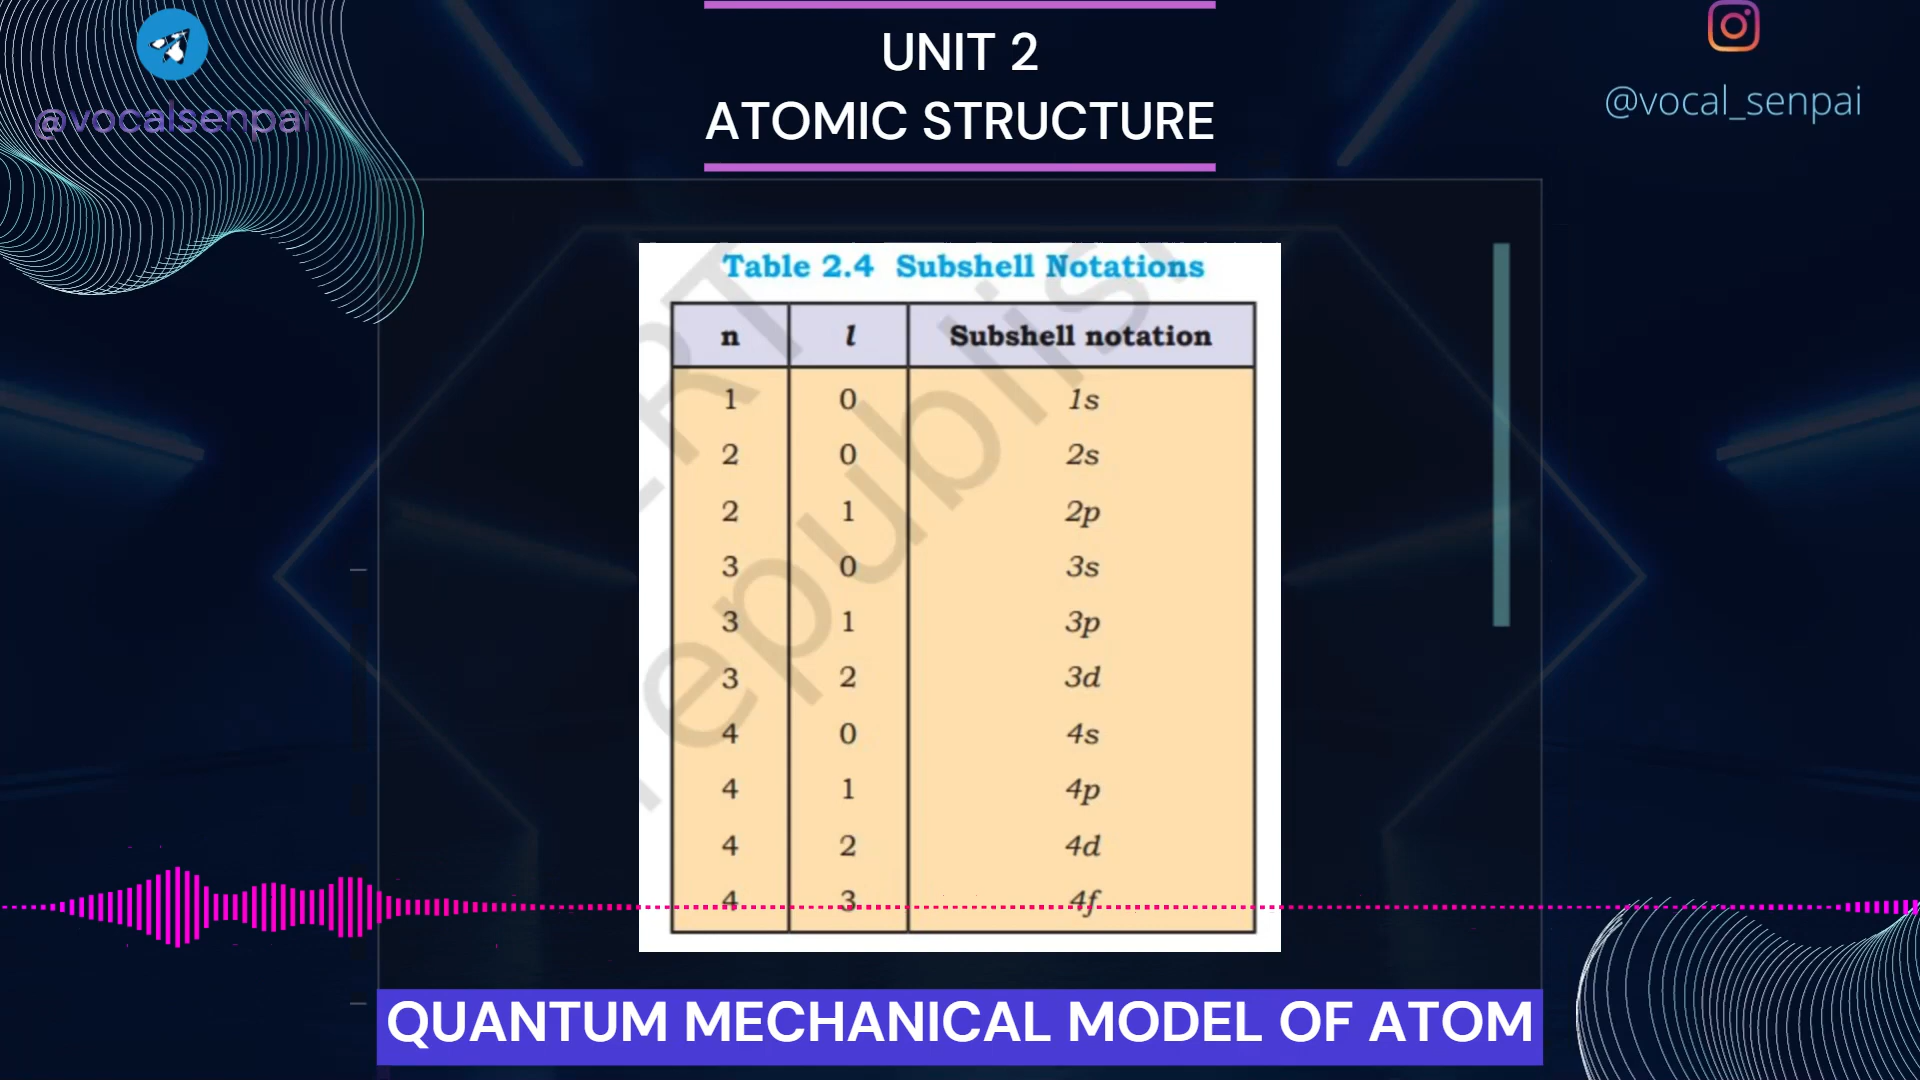 UNIT 2
ATOMIC STRUCTURE
@vocalsenpai
@vocal_senpai
Table 2.4 Subshell Notations
n l Subshell notation
1 0 1s
2 0 2s
2 1 2p
3 0 3s
3 1 3p
3 2 3d
4 0 4s
4 1 4p
4 2 4d
4 3 4f
QUANTUM MECHANICAL MODEL OF ATOM